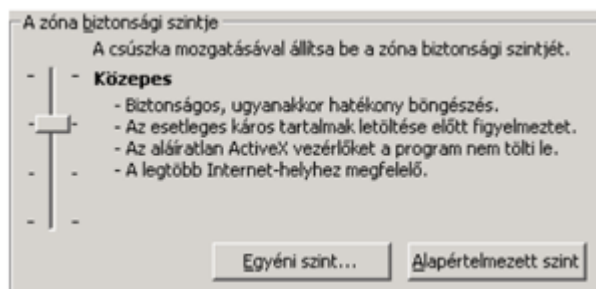 A zóna biztonsági szintje
A csúszka mozgatásával állítsa be a zóna biztonsági szintjét.
Közepes
- Biztonságos, ugyanakkor hatékony böngészés.
- Az esetleges káros tartalmak letöltése előtt figyelmeztet.
- Az aláíratlan ActiveX vezérlőket a program nem tölti le.
- A legtöbb Internet-helyhez megfelelő.
Egyéni szint...
Alapértelmezett szint